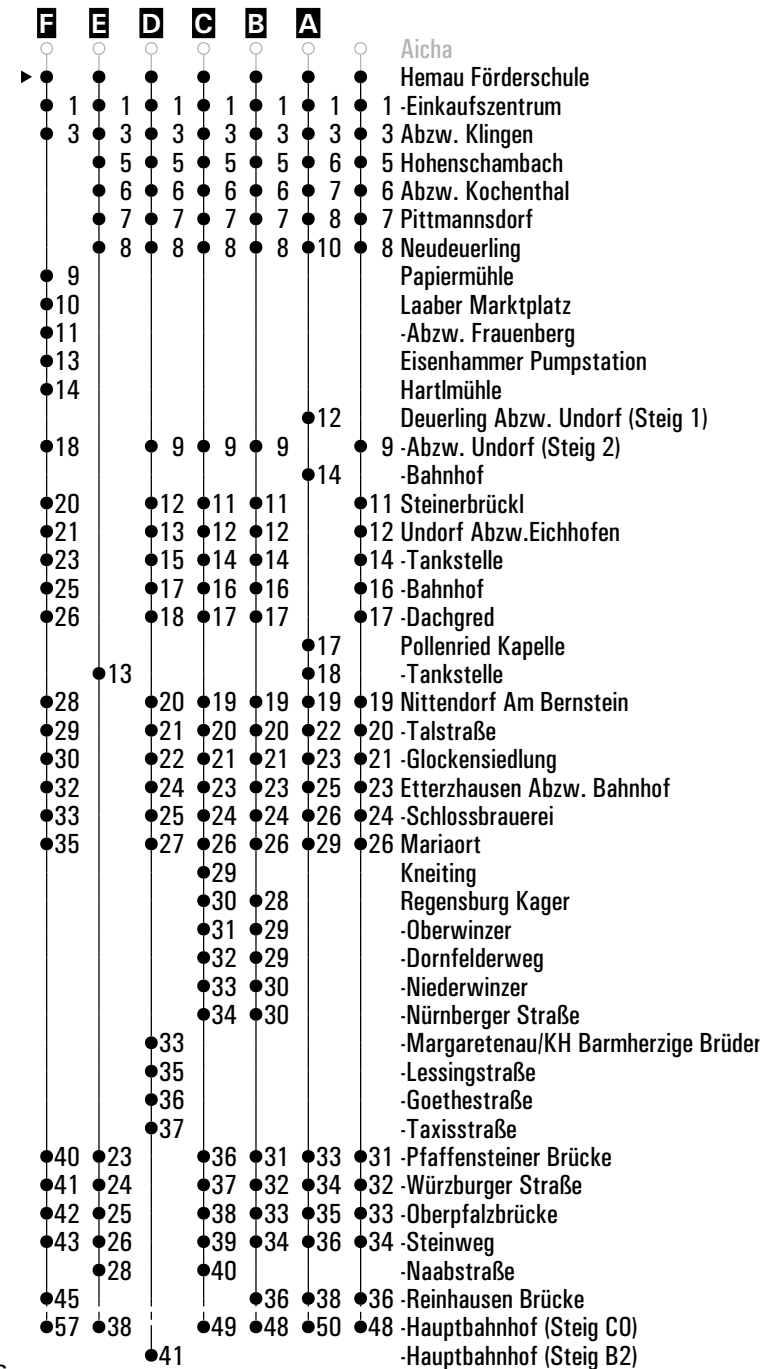 F E D C B A
Aicha
Hemau Förderschule
1 1 1 1 1 1 1 -Einkaufszentrum
3 3 3 3 3 3 3 Abzw. Klingen
5 5 5 5 6 5 Hohenschambach
6 6 6 6 7 6 Abzw. Kochenthal
7 7 7 7 8 7 Pittmannsdorf
8 8 8 8 10 8 Neudeuerling
9 Papiermühle
10 Laaber Marktplatz
11 -Abzw. Frauenberg
13 Eisenhammer Pumpstation
14 Hartlmühle
12 Deuerling Abzw. Undorf (Steig 1)
18 9 9 9 9 -Abzw. Undorf (Steig 2)
14 -Bahnhof
20 12 11 11 11 Steinerbrückl
21 13 12 12 12 Undorf Abzw.Eichhofen
23 15 14 14 14 -Tankstelle
25 17 16 16 16 -Bahnhof
26 18 17 17 17 -Dachgred
17 Pollenried Kapelle
13 18 -Tankstelle
28 20 19 19 19 19 Nittendorf Am Bernstein
29 21 20 20 22 20 -Talstraße
30 22 21 21 23 21 -Glockensiedlung
32 24 23 23 25 23 Etterzhausen Abzw. Bahnhof
33 25 24 24 26 24 -Schlossbrauerei
35 27 26 26 29 26 Mariaort
29 Kneiting
30 28 Regensburg Kager
31 29 -Oberwinzer
32 29 -Dornfelderweg
33 30 -Niederwinzer
34 30 -Nürnberger Straße
33 -Margaretenau/KH Barmherzige Brüder
35 -Lessingstraße
36 -Goethestraße
37 -Taxisstraße
40 23 36 31 33 31 -Pfaffensteiner Brücke
41 24 37 32 34 32 -Würzburger Straße
42 25 38 33 35 33 -Oberpfalzbrücke
43 26 39 34 36 34 -Steinweg
28 40 -Naabstraße
45 36 38 36 -Reinhausen Brücke
57 38 49 48 50 48 -Hauptbahnhof (Steig C0)
41 -Hauptbahnhof (Steig B2)